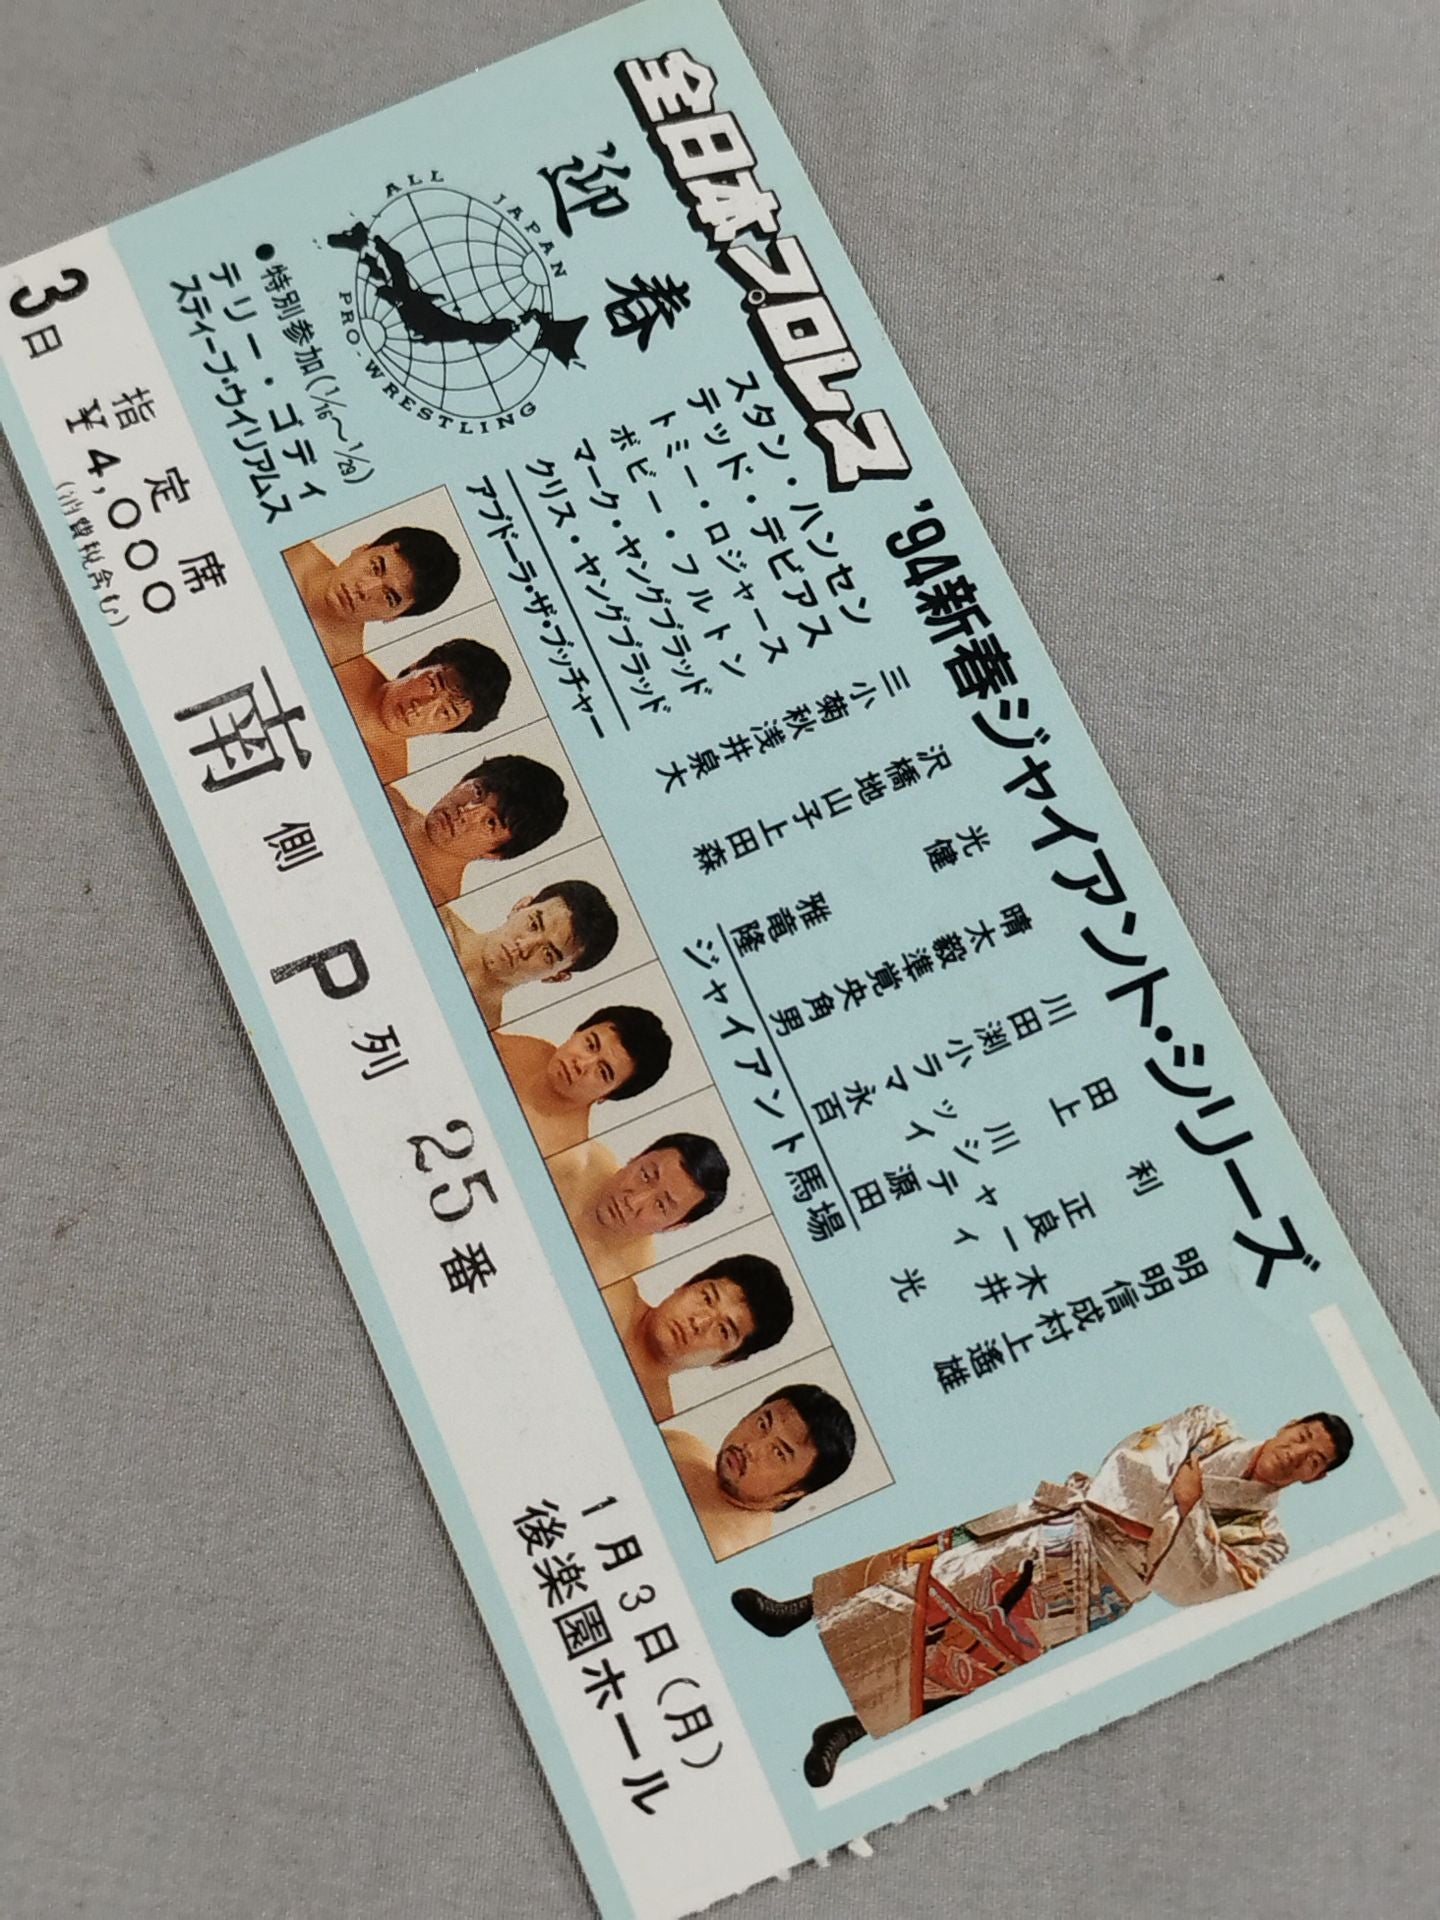 全日本プロレス
'94新春ジャイアント・シリーズ
迎春
ALL JAPAN PRO-WRESTLING
●特別参加(1/16〜1/29)
テリー・ゴディ
スティーブ・ウイリアムス
スタン・ハンセン
テッド・デビアス
トミー・ロジャース
ボビー・フルトン
マーク・ヤングブラッド
クリス・ヤングブラッド
アブドーラ・ザ・ブッチャー
三沢光晴
小橋健太
菊地毅
秋山準
浅子覚
井上雅央
泉田竜角
大森隆男
ジャイアント馬場
川田利明
田上明
渕正信
小川良成
ラッシャー木村
マイティ井上
永源遙
百田光雄
3日
指定席
¥4,000
(消費税含む)
南側 P列 25番
1月3日(月)
後楽園ホール